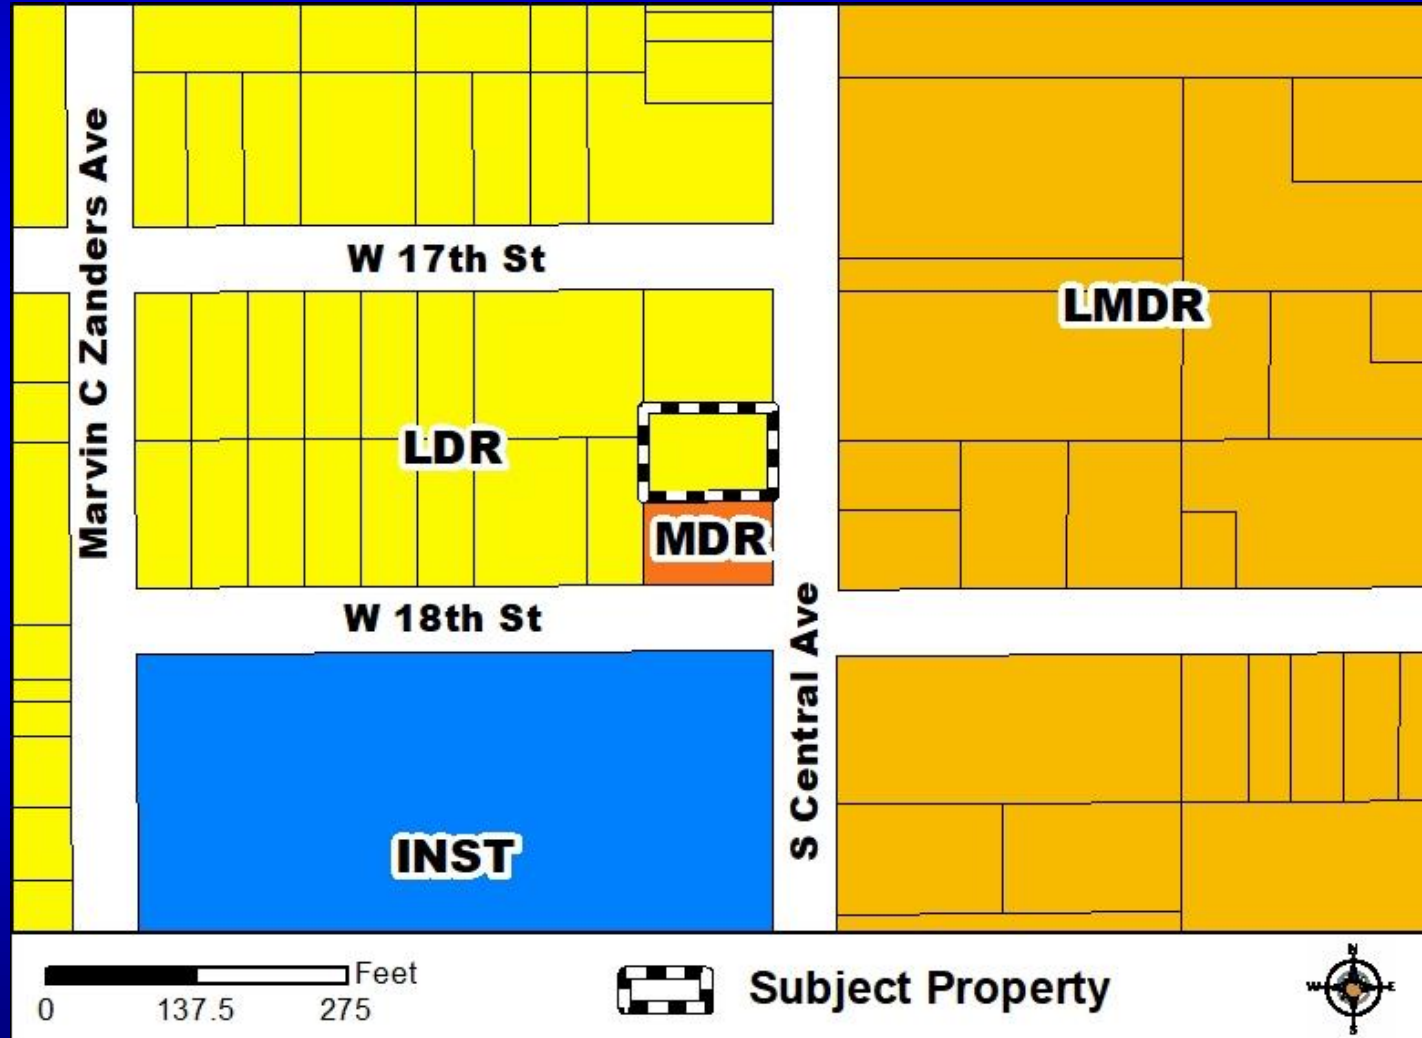 Marvin C Zanders Ave
W 17th St
LMDR
LDR
MDR
W 18th St
S Central Ave
INST
Feet
0 137.5 275
Subject Property
N
W E
S